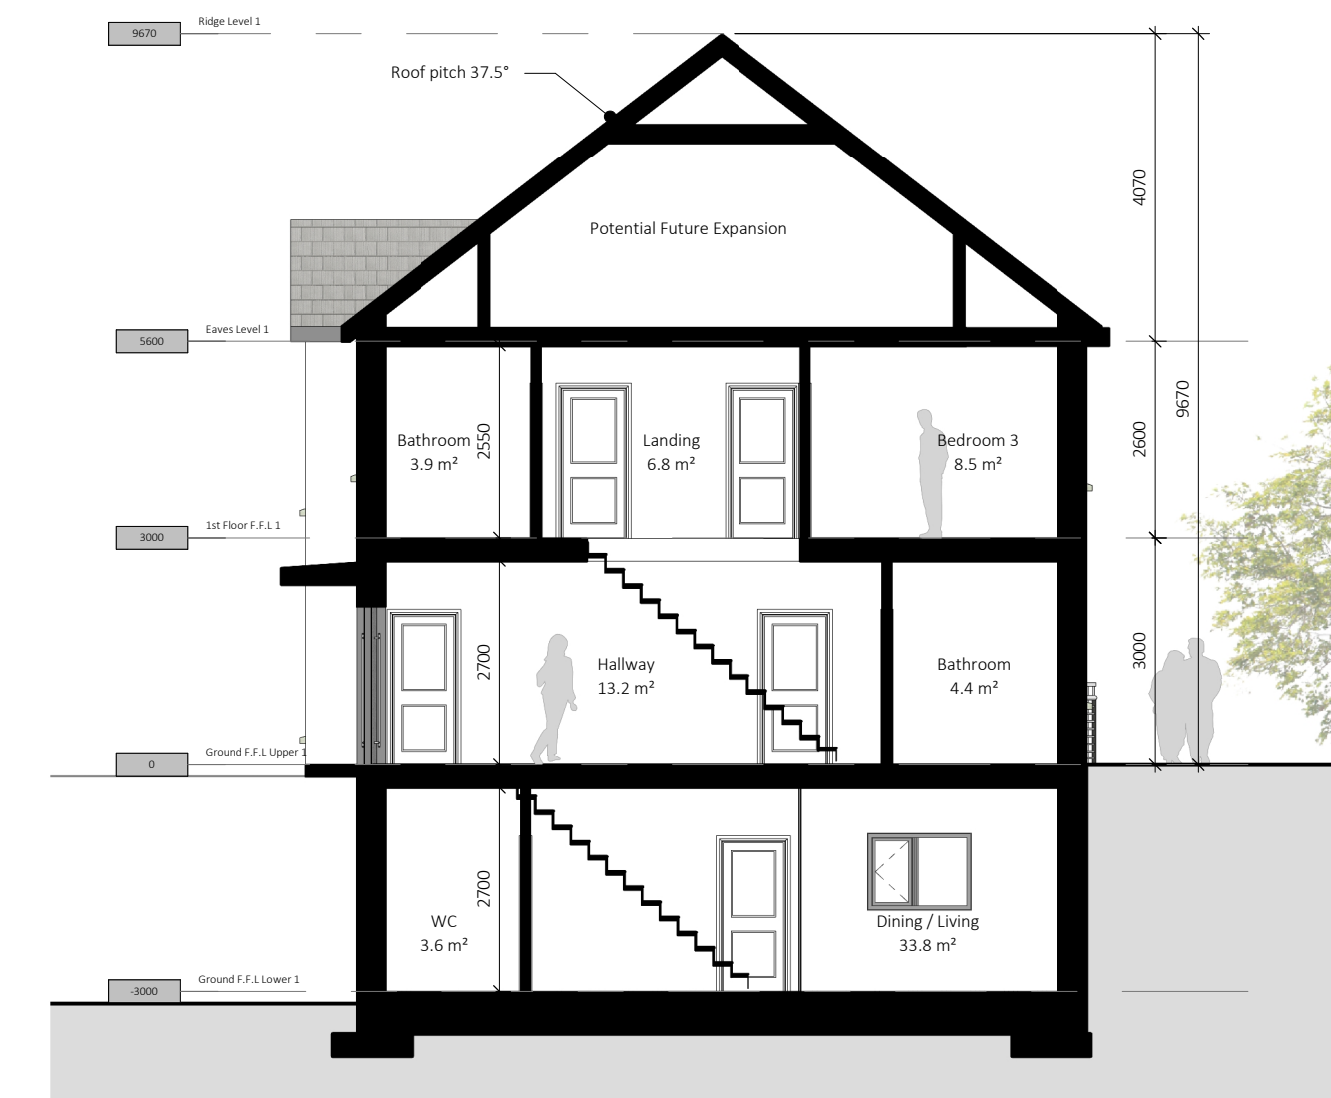 Ridge Level 1
9670
Roof pitch 37.5°
4070
Potential Future Expansion
Eaves Level 1
5600
9670
2550
2600
Bathroom
3.9 m²
Landing
6.8 m²
Bedroom 3
8.5 m²
1st Floor F.F.L 1
3000
2700
3000
Hallway
13.2 m²
Bathroom
4.4 m²
Ground F.F.L Upper 1
0
2700
WC
3.6 m²
Dining / Living
33.8 m²
Ground F.F.L Lower 1
-3000